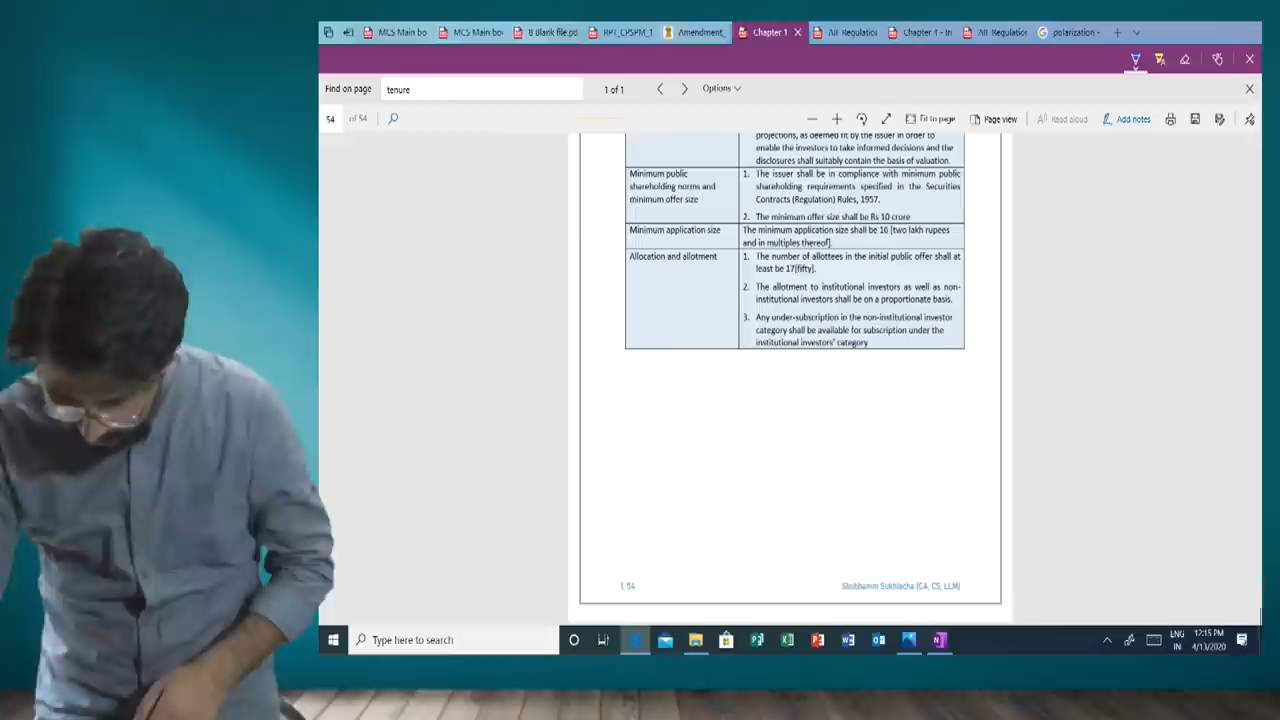 MCS Main bo
MCS Main bo
8 Blank file.pd
RPT_CPSPM_1
Amendment_
Chapter 1
AIF Regulatio
Chapter 4 - In
AIF Regulatio
polarization -
Find on page
tenure
1 of 1
Options
54 of 54
Fit to page
Page view
Read aloud
Add notes
projections, as deemed fit by the issuer in order to
enable the investors to take informed decisions and the
disclosures shall suitably contain the basis of valuation.
Minimum public
shareholding norms and
minimum offer size
1. The issuer shall be in compliance with minimum public
shareholding requirements specified in the Securities
Contracts (Regulation) Rules, 1957.
2. The minimum offer size shall be Rs 10 crore
Minimum application size
The minimum application size shall be 16 [two lakh rupees
and in multiples thereof].
Allocation and allotment
1. The number of allottees in the initial public offer shall at
least be 17[fifty].
2. The allotment to institutional investors as well as non-
institutional investors shall be on a proportionate basis.
3. Any under-subscription in the non-institutional investor
category shall be available for subscription under the
institutional investors' category
1. 54
Shubhamm Sukhlecha (CA, CS, LLM)
Type here to search
ENG
IN
12:15 PM
4/13/2020